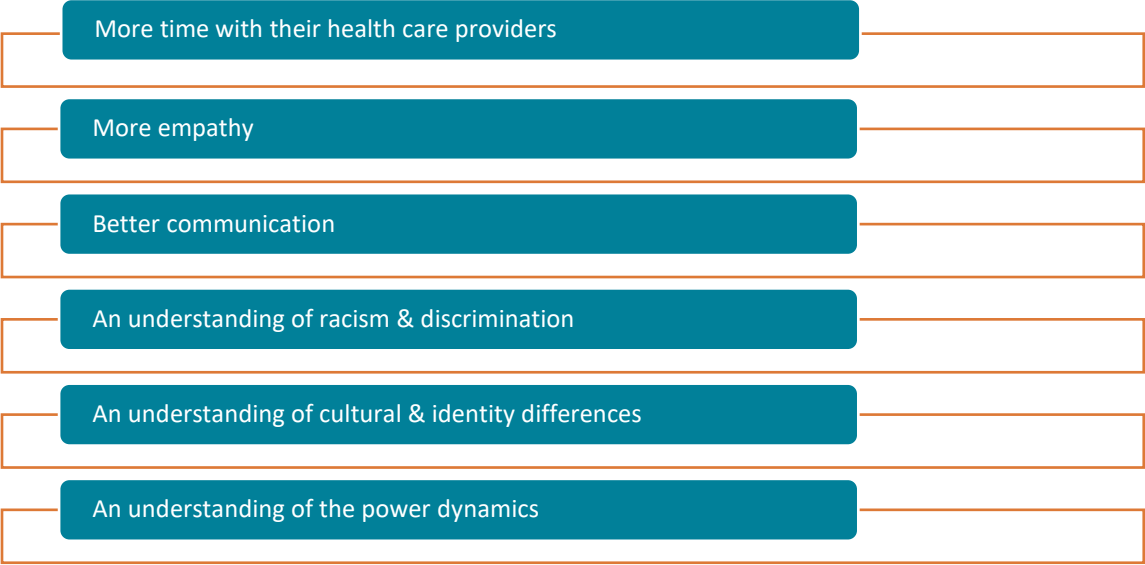 More time with their health care providers
More empathy
Better communication
An understanding of racism & discrimination
An understanding of cultural & identity differences
An understanding of the power dynamics